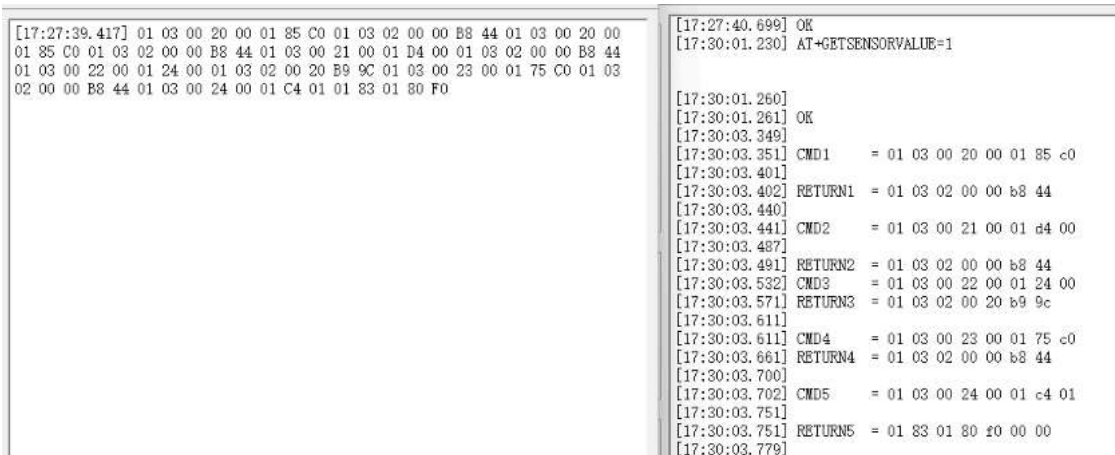 [17:27:39.417] 01 03 00 20 00 01 85 C0 01 03 02 00 00 B8 44 01 03 00 20 00
01 85 C0 01 03 02 00 00 B8 44 01 03 00 21 00 01 D4 00 01 03 02 00 00 B8 44
01 03 00 22 00 01 24 00 01 03 02 00 20 B9 9C 01 03 00 23 00 01 75 C0 01 03
02 00 00 B8 44 01 03 00 24 00 01 C4 01 01 83 01 80 F0
[17:27:40.699] OK
[17:30:01.230] AT+GETSENSORVALUE=1
[17:30:01.260]
[17:30:01.261] OK
[17:30:03.349]
[17:30:03.351] CMD1 = 01 03 00 20 00 01 85 c0
[17:30:03.401]
[17:30:03.402] RETURN1 = 01 03 02 00 00 b8 44
[17:30:03.440]
[17:30:03.441] CMD2 = 01 03 00 21 00 01 d4 00
[17:30:03.487]
[17:30:03.491] RETURN2 = 01 03 02 00 00 b8 44
[17:30:03.532] CMD3 = 01 03 00 22 00 01 24 00
[17:30:03.571] RETURN3 = 01 03 02 00 20 b9 9c
[17:30:03.611]
[17:30:03.611] CMD4 = 01 03 00 23 00 01 75 c0
[17:30:03.661] RETURN4 = 01 03 02 00 00 b8 44
[17:30:03.700]
[17:30:03.702] CMD5 = 01 03 00 24 00 01 c4 01
[17:30:03.751]
[17:30:03.751] RETURN5 = 01 83 01 80 f0 00 00
[17:30:03.779]